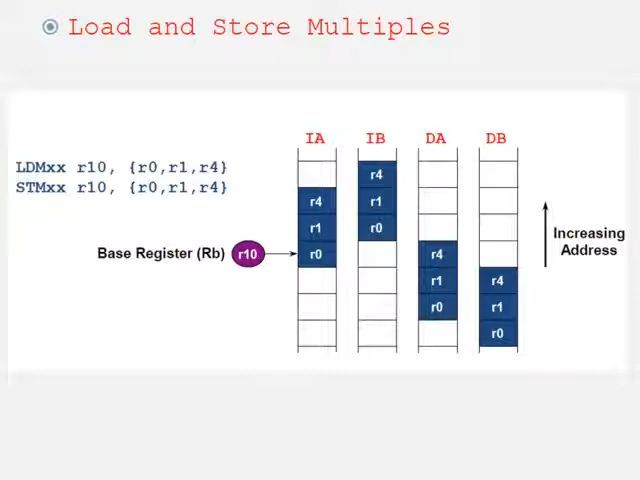 Load and Store Multiples
IA IB DA DB
LDMxx r10, {r0,r1,r4}
STMxx r10, {r0,r1,r4}
r4
r4 r1
r1 r0
Base Register (Rb) r10 r0 r4
r1 r4
r0 r1
r0
Increasing
Address